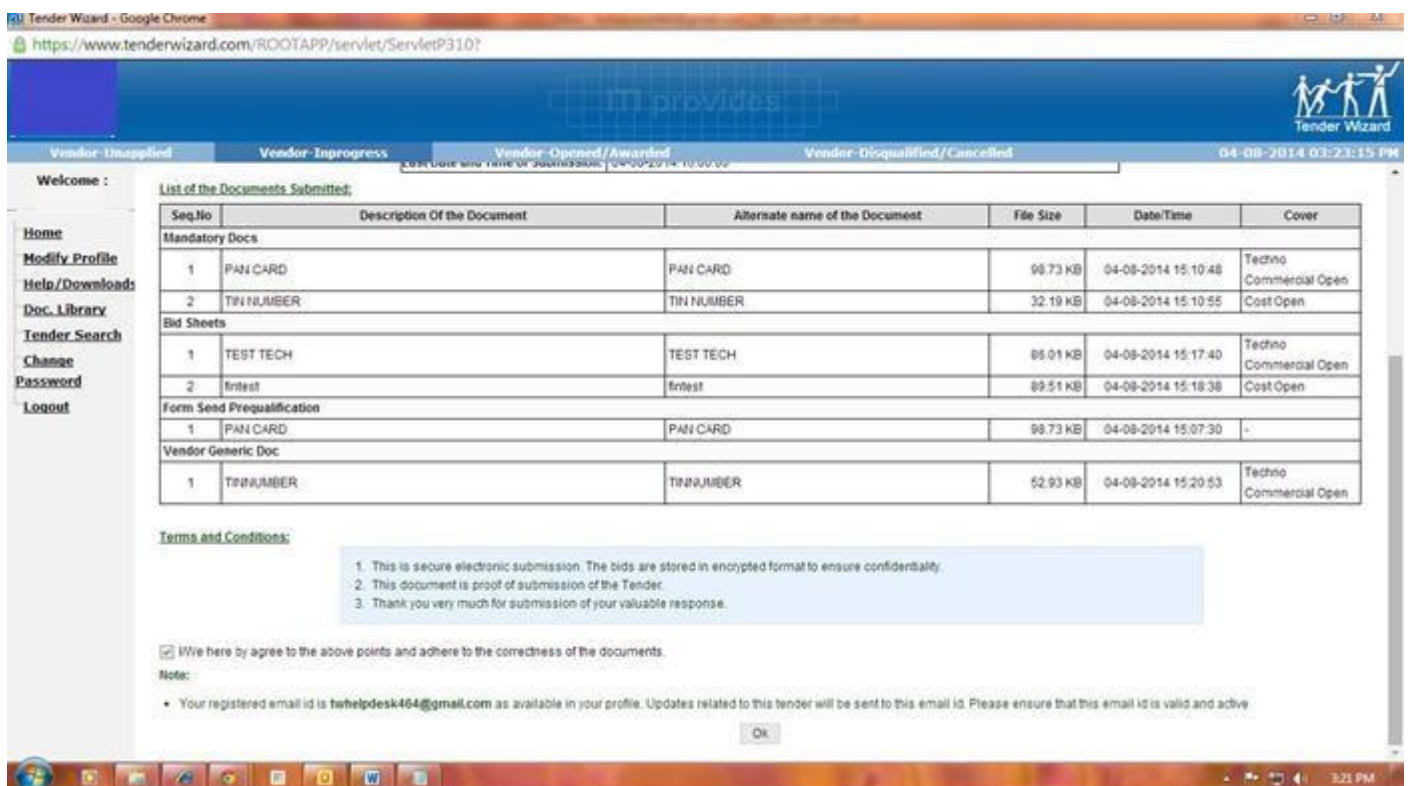 Tender Wizard - Google Chrome
https://www.tenderwizard.com/ROOTAPP/servlet/ServletP310?
ITI provides
Tender Wizard
Vendor-Unapplied Vendor-Inprogress Vendor-Opened/Awarded Vendor-Disqualified/Cancelled 04-08-2014 03:23:15 PM
Last Date and Time of Submission: 04-08-2014
Welcome :
Home
Modify Profile
Help/Downloads
Doc. Library
Tender Search
Change
Password
Logout
List of the Documents Submitted:
Seq.No Description Of the Document Alternate name of the Document File Size Date/Time Cover
Mandatory Docs
1 PAN CARD PAN CARD 98.73 KB 04-08-2014 15:10:48 Techno
Commercial Open
2 TIN NUMBER TIN NUMBER 32.19 KB 04-08-2014 15:10:55 Cost Open
Bid Sheets
1 TEST TECH TEST TECH 86.01 KB 04-08-2014 15:17:40 Techno
Commercial Open
2 fintest fintest 89.51 KB 04-08-2014 15:18:38 Cost Open
Form Send Prequalification
1 PAN CARD PAN CARD 98.73 KB 04-08-2014 15:07:30 -
Vendor Generic Doc
1 TINNUMBER TINNUMBER 52.93 KB 04-08-2014 15:20:53 Techno
Commercial Open
Terms and Conditions:
1. This is secure electronic submission. The bids are stored in encrypted format to ensure confidentiality.
2. This document is proof of submission of the Tender.
3. Thank you very much for submission of your valuable response.
I/We here by agree to the above points and adhere to the correctness of the documents.
Note:
• Your registered email id is twhelpdesk464@gmail.com as available in your profile. Updates related to this tender will be sent to this email id. Please ensure that this email id is valid and active
Ok
3:21 PM